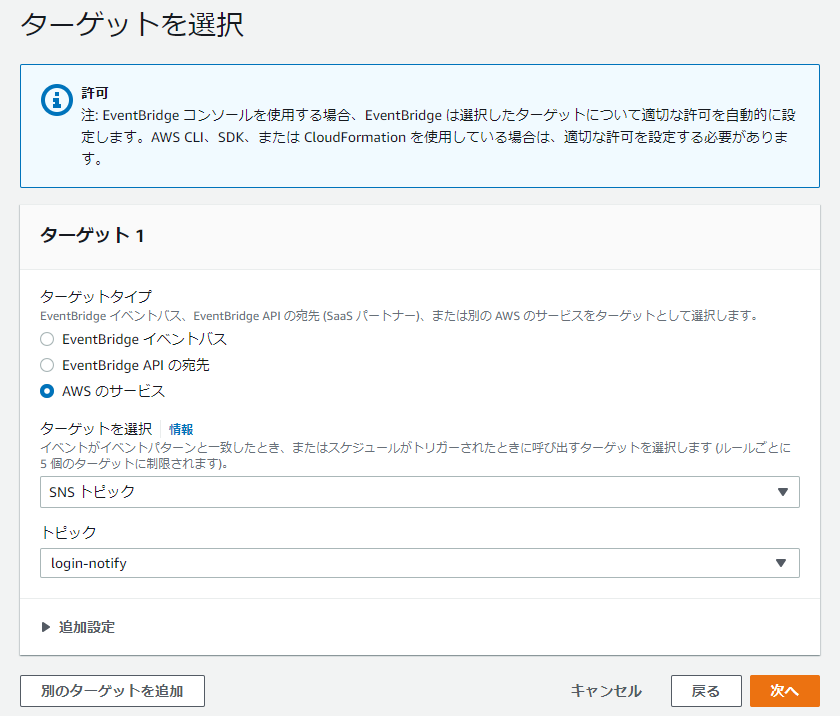 ターゲットを選択
許可
注: EventBridge コンソールを使用する場合、EventBridge は選択したターゲットについて適切な許可を自動的に設
定します。AWS CLI、SDK、または CloudFormation を使用している場合は、適切な許可を設定する必要がありま
す。
ターゲット 1
ターゲットタイプ
EventBridge イベントバス、EventBridge API の宛先 (SaaS パートナー)、または別の AWS のサービスをターゲットとして選択します。
EventBridge イベントバス
EventBridge API の宛先
AWS のサービス
ターゲットを選択 情報
イベントがイベントパターンと一致したとき、またはスケジュールがトリガーされたときに呼び出すターゲットを選択します (ルールごとに
5 個のターゲットに制限されます)。
SNS トピック
トピック
login-notify
追加設定
別のターゲットを追加 キャンセル 戻る 次へ